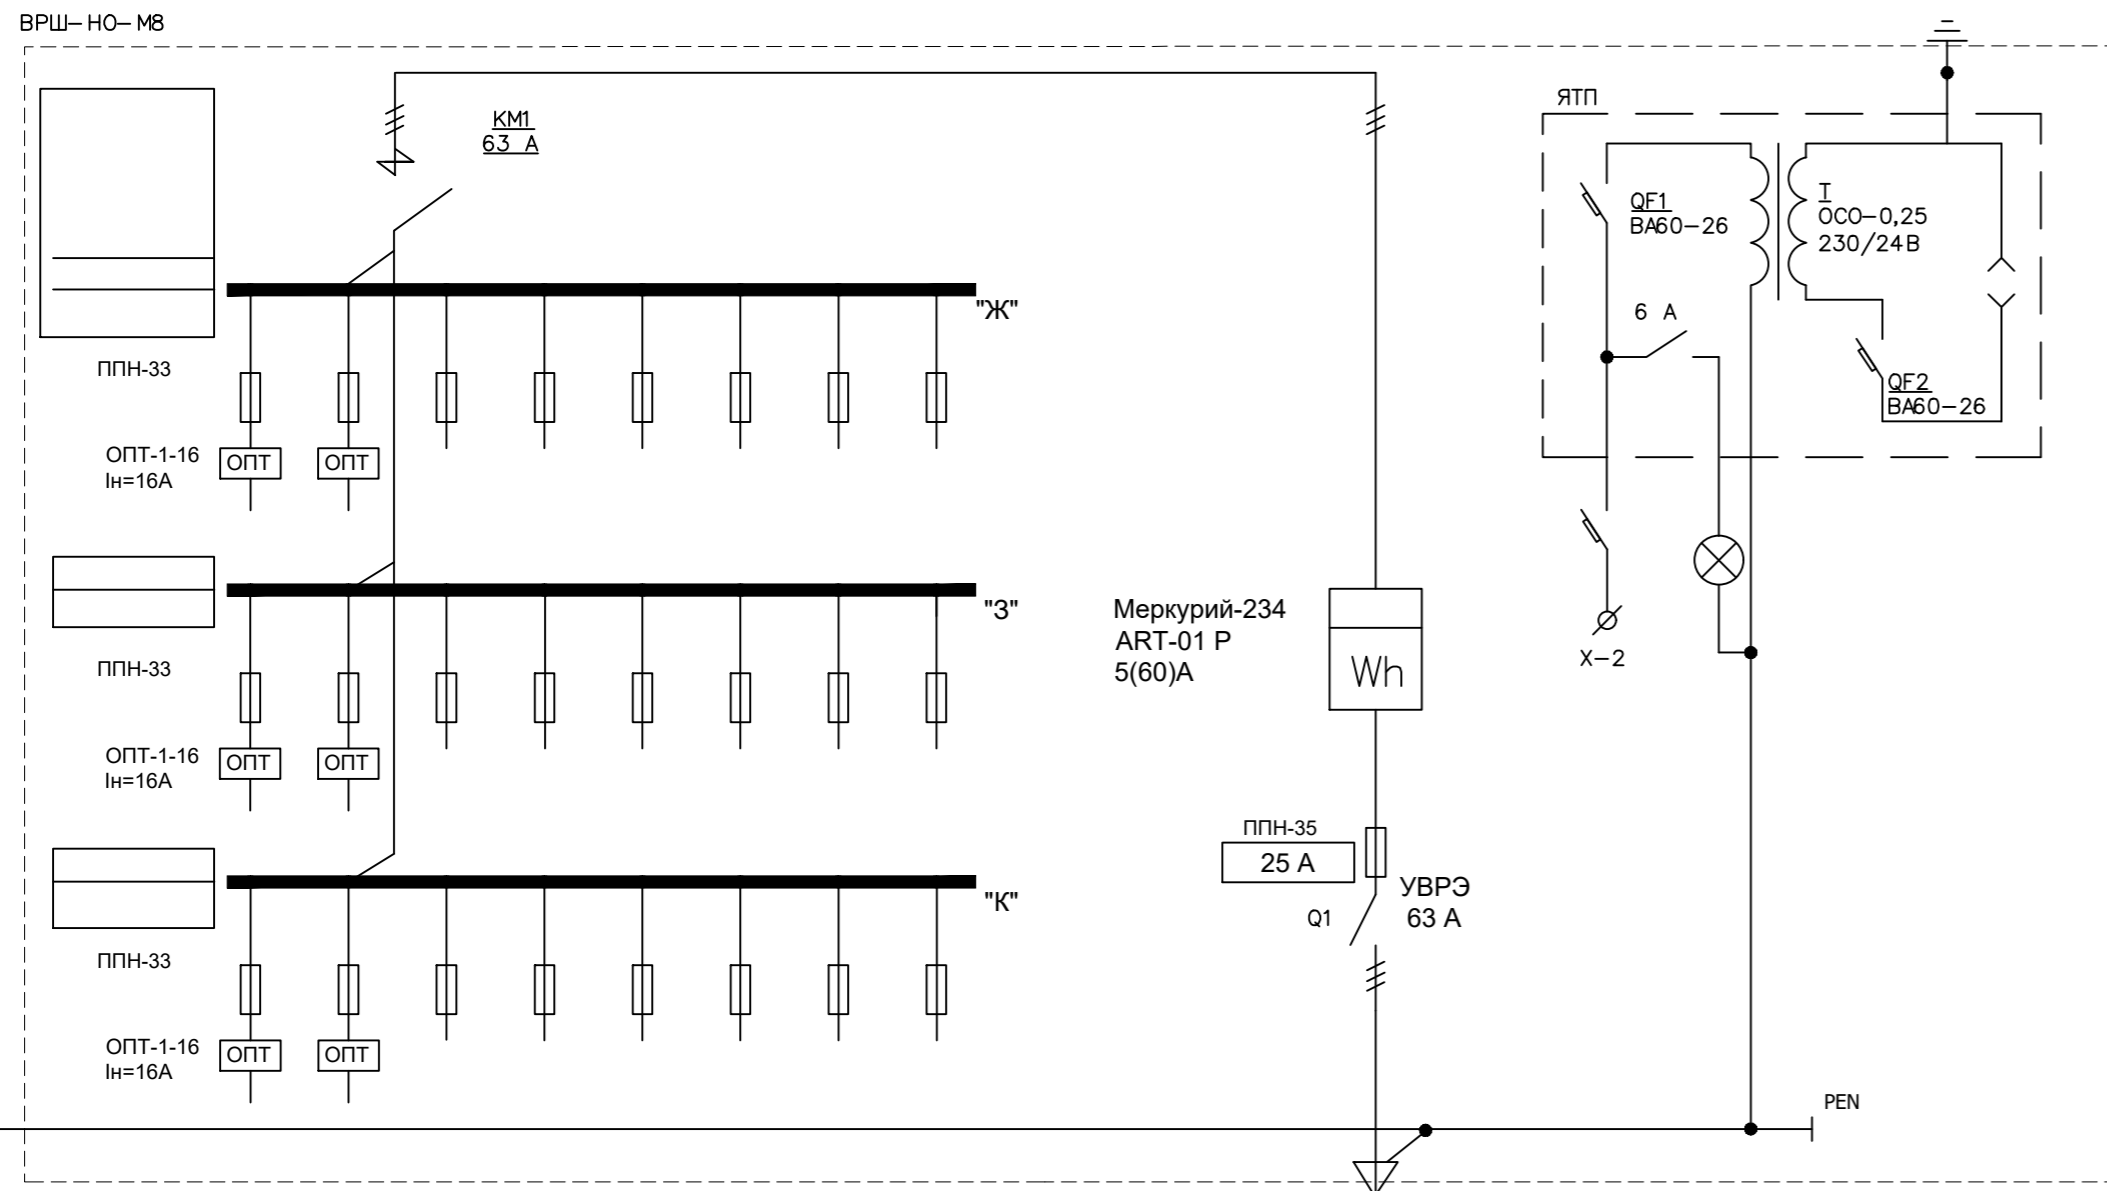 ВРШ-НО-М8
КМ1
63 А
ЯТП
QF1
ВА60-26
Т
ОСО-0,25
230/24В
6 А
QF2
ВА60-26
"Ж"
ППН-33
ОПТ-1-16
Iн=16А
ОПТ
ОПТ
"З"
ППН-33
ОПТ-1-16
Iн=16А
ОПТ
ОПТ
Меркурий-234
ART-01 P
5(60)А
Wh
Х-2
ППН-35
25 А
УВРЭ
63 А
Q1
"К"
ППН-33
ОПТ-1-16
Iн=16А
ОПТ
ОПТ
PEN